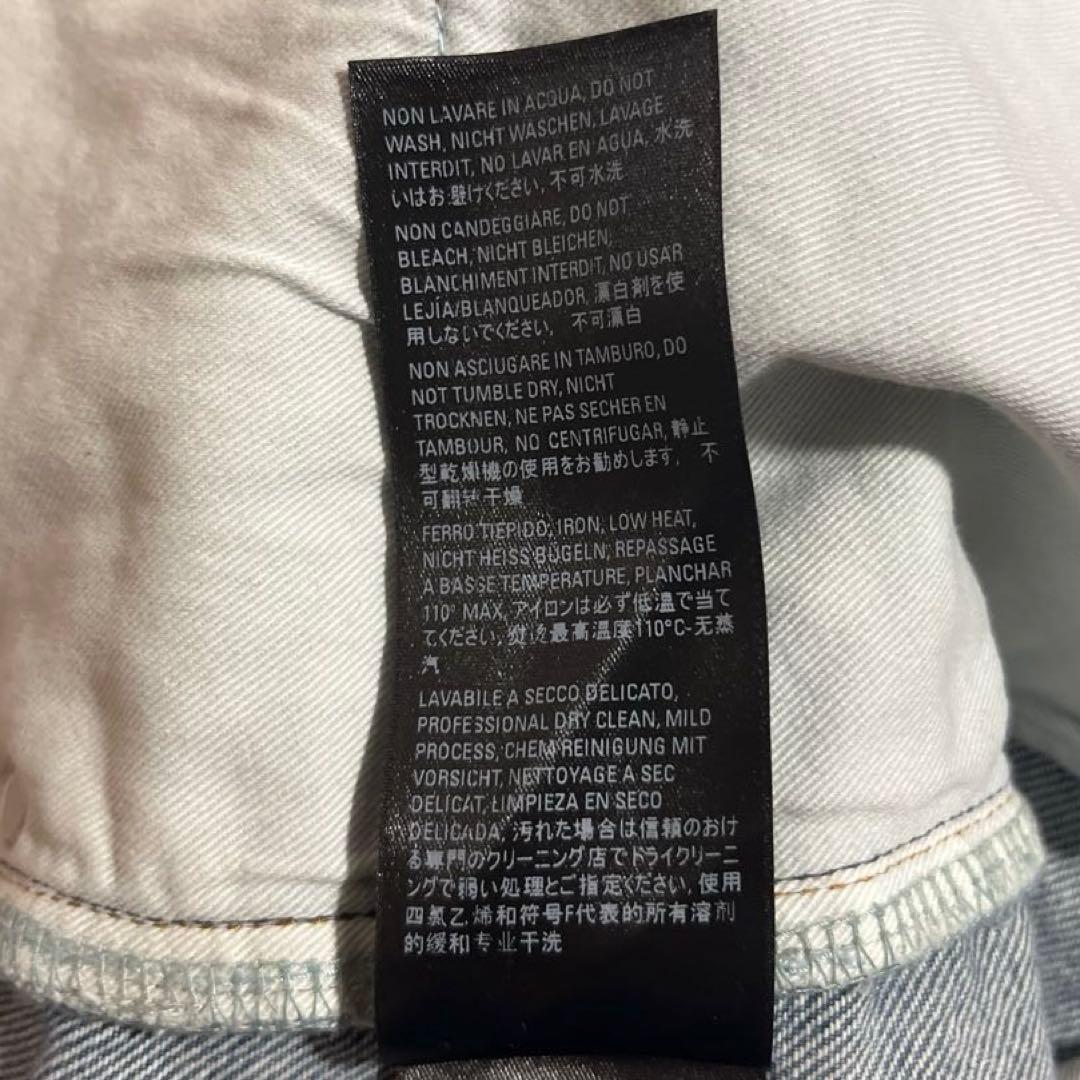 NON LAVARE IN ACQUA, DO NOT
WASH, NICHT WASCHEN, LAVAGE
INTERDIT, NO LAVAR EN AGUA, 水洗
いはお避けください, 不可水洗
NON CANDEGGIARE, DO NOT
BLEACH, NICHT BLEICHEN,
BLANCHIMENT INTERDIT, NO USAR
LEJÍA/BLANQUEADOR, 漂白剤を使
用しないでください, 不可漂白
NON ASCIUGARE IN TAMBURO, DO
NOT TUMBLE DRY, NICHT
TROCKNEN, NE PAS SECHER EN
TAMBOUR, NO CENTRIFUGAR, 静止
型乾燥機の使用をお勧めします, 不
可翻转干燥
FERRO TIEPIDO, IRON, LOW HEAT,
NICHT HEISS BÜGELN, REPASSAGE
A BASSE TEMPERATURE, PLANCHAR
110° MAX, アイロンは必ず低温で当て
てください, 熨烫最高温度110°C-无蒸
汽
LAVABILE A SECCO DELICATO,
PROFESSIONAL DRY CLEAN, MILD
PROCESS, CHEM REINIGUNG MIT
VORSICHT, NETTOYAGE A SEC
DELICAT, LIMPIEZA EN SECO
DELICADA, 汚れた場合は信頼のおけ
る専門のクリーニング店でドライクリーニ
ングで弱い処理とご指定ください, 使用
四氯乙烯和符号F代表的所有溶剂
的缓和专业干洗